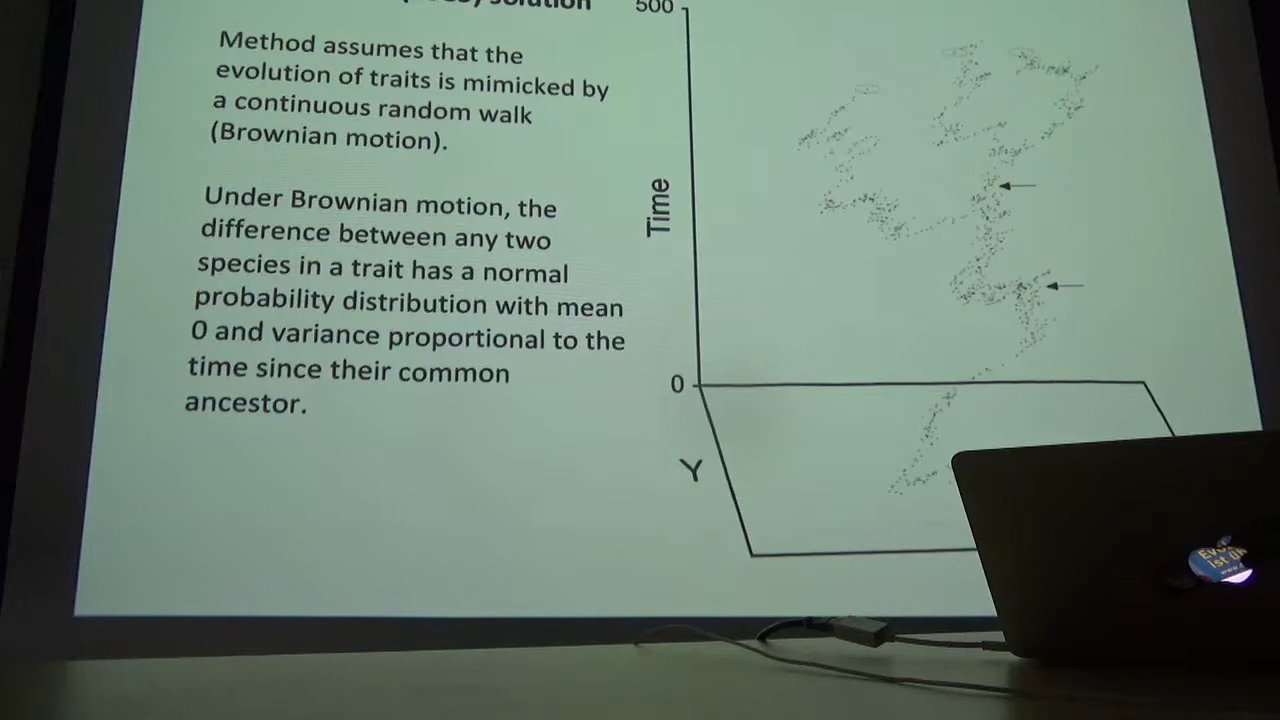 solution
Method assumes that the
evolution of traits is mimicked by
a continuous random walk
(Brownian motion).
Under Brownian motion, the
difference between any two
species in a trait has a normal
probability distribution with mean
0 and variance proportional to the
time since their common
ancestor.
500
Time
0
Y